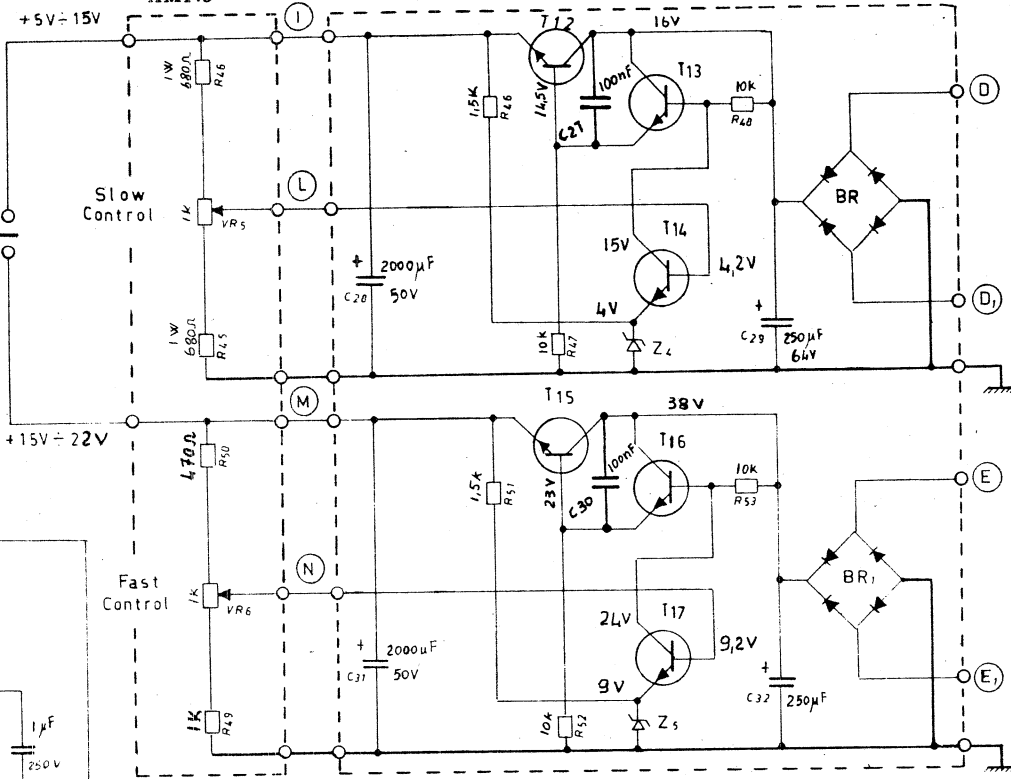 +5V÷15V
I
T12
16V
1W
680Ω
R46
1,5K
R46
14,5V
100nF
C27
T13
10K
R48
D
Slow
Control
L
1K
VR5
T14
15V
4,2V
BR
+
2000µF
50V
C28
4V
D1
1W
680Ω
R45
10K
R47
Z4
+
C29
250µF
64V
M
T15
38V
+15V÷22V
470Ω
R50
1,5K
R51
23V
100nF
C30
T16
10K
R53
E
Fast
Control
N
1K
VR6
T17
24V
9,2V
BR1
+
2000µF
50V
C31
9V
E1
1K
R49
10K
R52
Z5
+
C32
250µF
1µF
250V